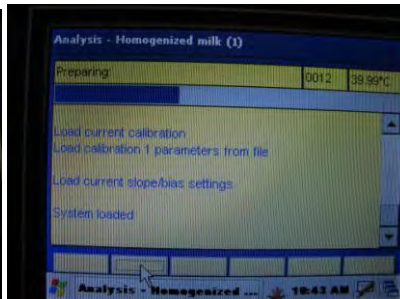 Analysis - Homogenized milk (1)
Preparing: 0012 39.99°C
Load current calibration
Load calibration 1 parameters from file
Load current slope/bias settings
System loaded
Analysis - Homogenized ... 10:43 AM